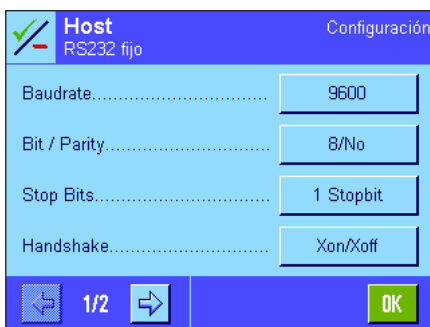 Host Configuración
RS232 fijo
Baudrate.............................. 9600
Bit / Parity............................ 8/No
Stop Bits.............................. 1 Stopbit
Handshake........................... Xon/Xoff
1/2 OK